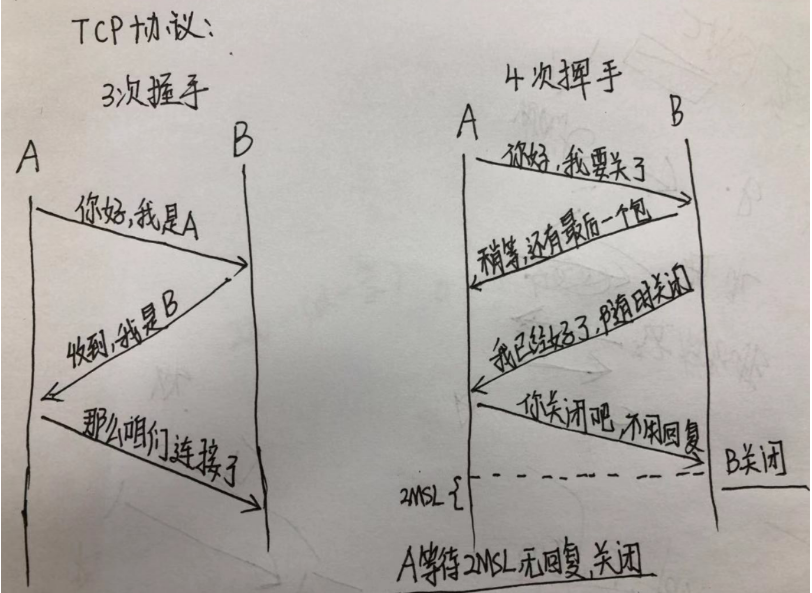 TCP协议:
3次握手
A
B
你好,我是A
收到,我是B
那么咱们连接了
4次挥手
A
B
你好,我要关了
稍等,还有最后一个包
我已经好了,随时关闭
你关闭吧,不用回复
B关闭
2MSL{
A等待2MSL,无回复,关闭